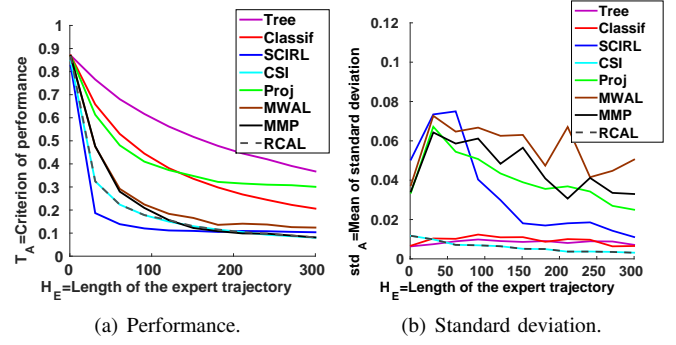 Tree
Classif
SCIRL
CSI
Proj
MWAL
MMP
RCAL
1
0.9
0.8
0.7
0.6
0.5
0.4
0.3
0.2
0.1
0
T_A=Criterion of performance
0 100 200 300
H_E=Length of the expert trajectory
(a) Performance.
Tree
Classif
SCIRL
CSI
Proj
MWAL
MMP
RCAL
0.12
0.1
0.08
0.06
0.04
0.02
0
std_A=Mean of standard deviation
0 50 100 150 200 250 300
H_E=Length of the expert trajectory
(b) Standard deviation.